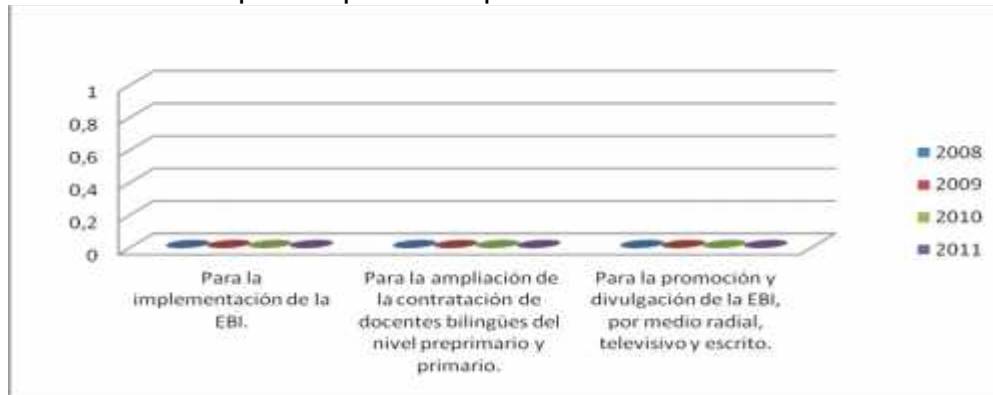 1
0,8
0,6
0,4
0,2
0
Para la
implementación de la
EBI.
Para la ampliación de
la contratación de
docentes bilingües del
nivel preprimario y
primario.
Para la promoción y
divulgación de la EBI,
por medio radial,
televisivo y escrito.
2008
2009
2010
2011